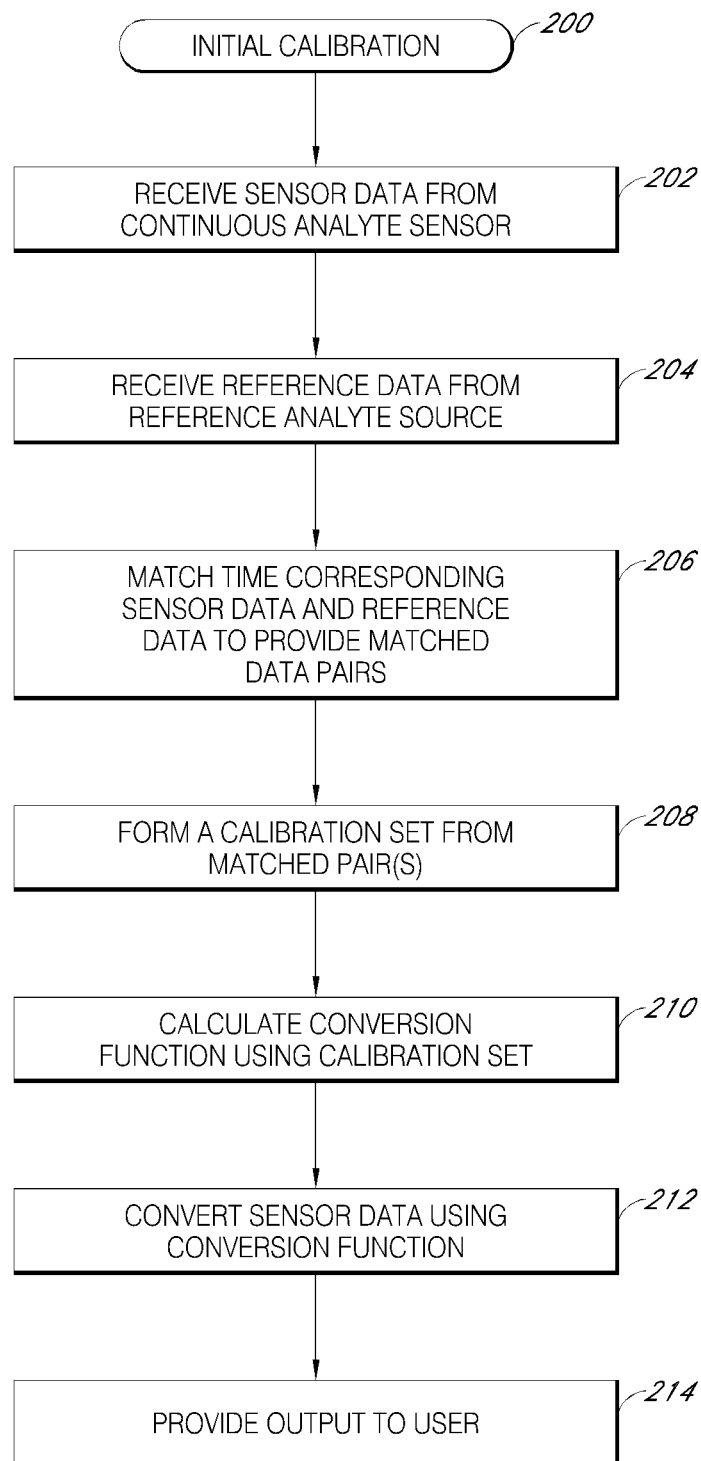 INITIAL CALIBRATION
200
RECEIVE SENSOR DATA FROM
CONTINUOUS ANALYTE SENSOR
202
RECEIVE REFERENCE DATA FROM
REFERENCE ANALYTE SOURCE
204
MATCH TIME CORRESPONDING
SENSOR DATA AND REFERENCE
DATA TO PROVIDE MATCHED
DATA PAIRS
206
FORM A CALIBRATION SET FROM
MATCHED PAIR(S)
208
CALCULATE CONVERSION
FUNCTION USING CALIBRATION SET
210
CONVERT SENSOR DATA USING
CONVERSION FUNCTION
212
PROVIDE OUTPUT TO USER
214